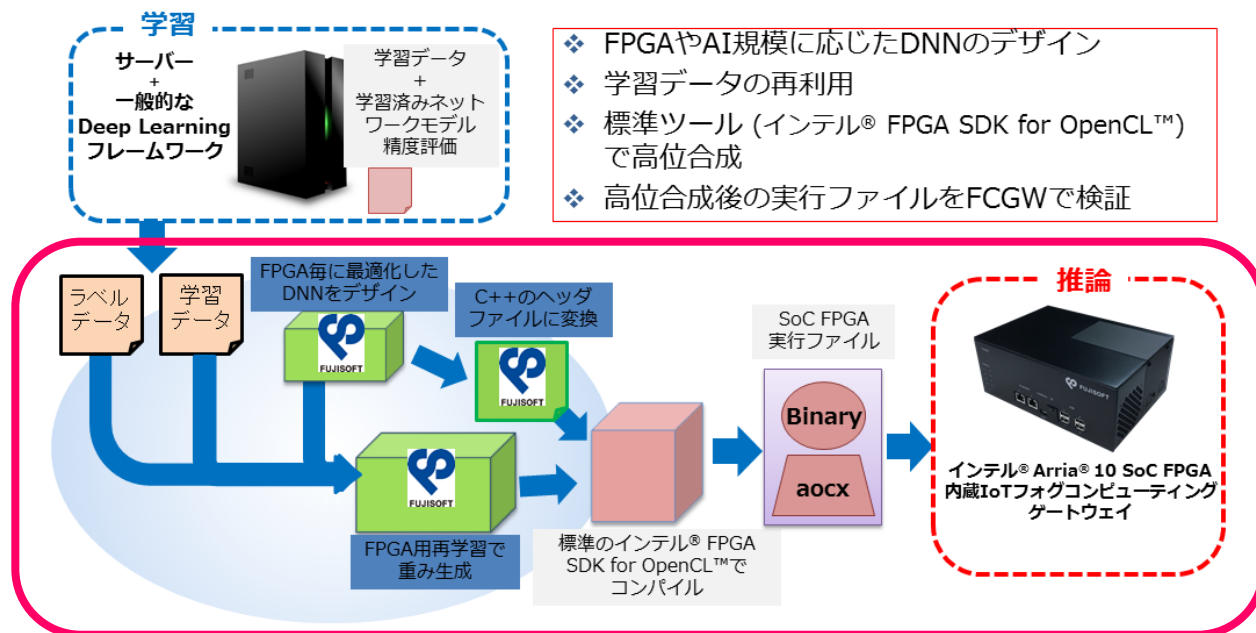 学習
サーバー
+
一般的な
Deep Learning
フレームワーク
学習データ
+
学習済みネット
ワークモデル
精度評価
❖ FPGAやAI規模に応じたDNNのデザイン
❖ 学習データの再利用
❖ 標準ツール (インテル® FPGA SDK for OpenCL™)
で高位合成
❖ 高位合成後の実行ファイルをFCGWで検証
ラベル
データ
学習
データ
FPGA毎に最適化した
DNNをデザイン
FUJISOFT
C++のヘッダ
ファイルに変換
FUJISOFT
FUJISOFT
FPGA用再学習で
重み生成
標準のインテル® FPGA
SDK for OpenCL™で
コンパイル
SoC FPGA
実行ファイル
Binary
aocx
推論
FUJISOFT
インテル® Arria® 10 SoC FPGA
内蔵IoTフォグコンピューティング
ゲートウェイ